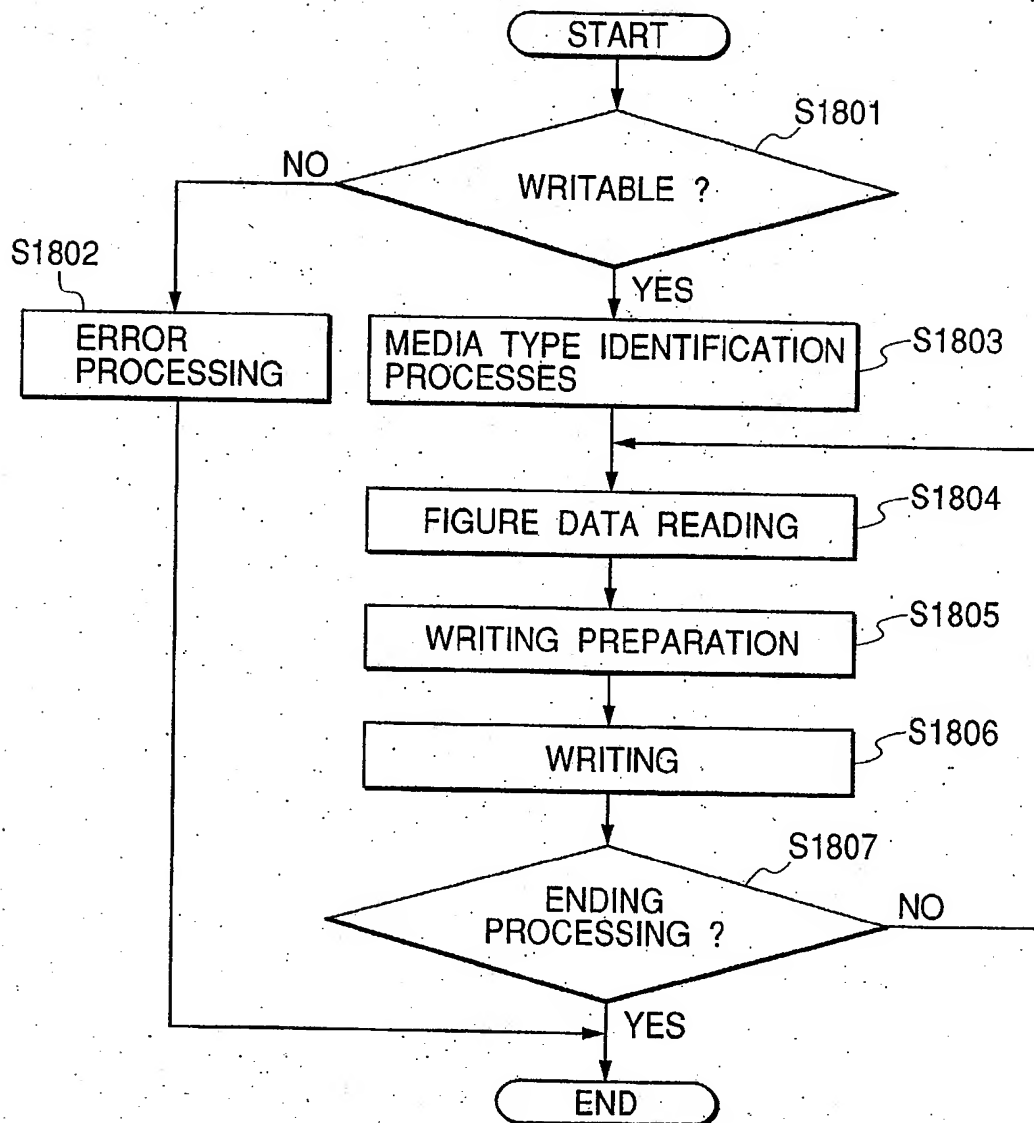 START
S1801
NO
WRITABLE ?
S1802
YES
ERROR
PROCESSING
MEDIA TYPE IDENTIFICATION
PROCESSES
S1803
FIGURE DATA READING
S1804
WRITING PREPARATION
S1805
WRITING
S1806
S1807
ENDING
PROCESSING ?
NO
YES
END